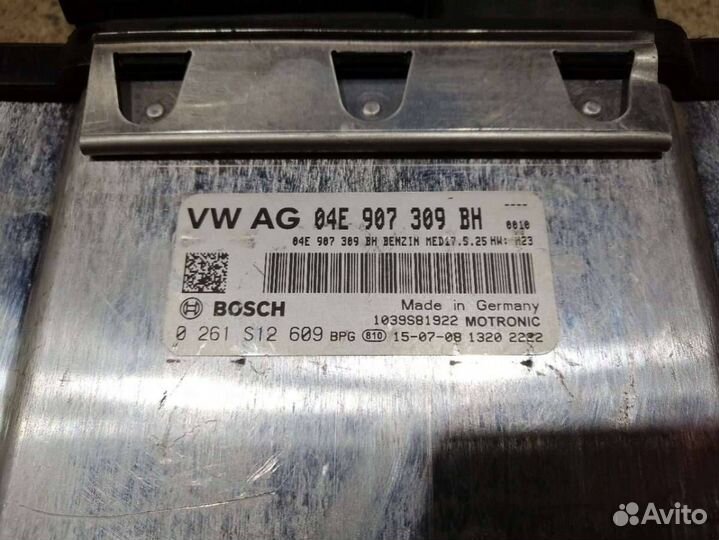 ----
VW AG 04E 907 309 BH 0010
04E 907 309 BH BENZIN MED17.5.25 HW: H23
BOSCH
Made in Germany
1039S81922 MOTRONIC
0 261 S12 609 BPG 810 15-07-08 1320 2222
Avito